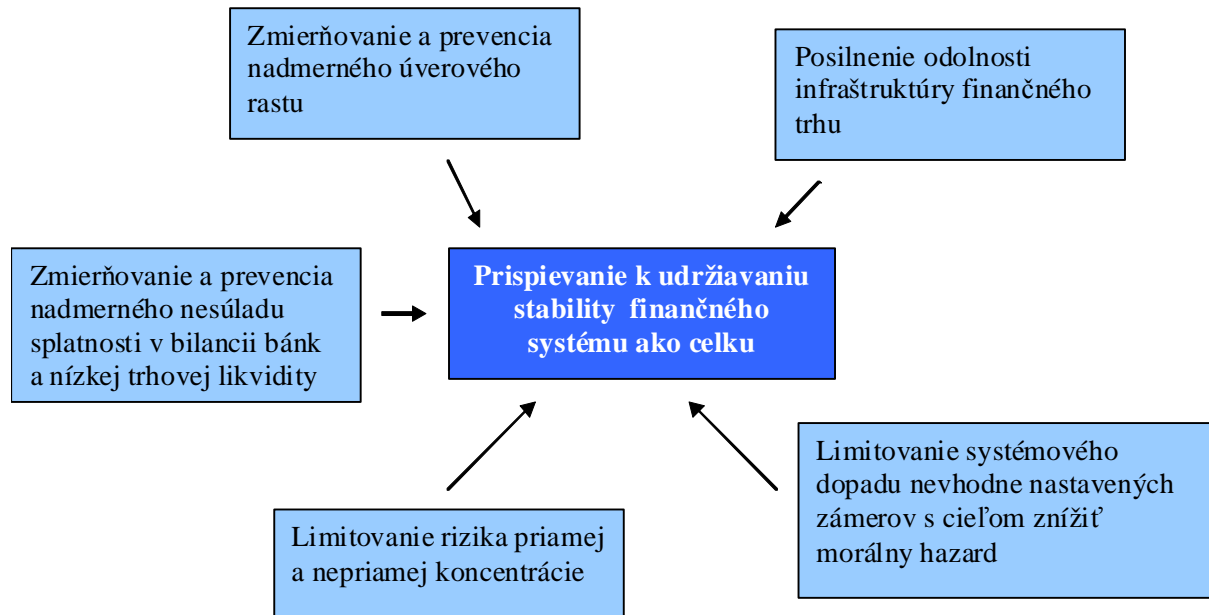 Zmierňovanie a prevencia
nadmerného úverového
rastu
Posilnenie odolnosti
infraštruktúry finančného
trhu
Zmierňovanie a prevencia
nadmerného nesúladu
splatnosti v bilancii bánk
a nízkej trhovej likvidity
Prispievanie k udržiavaniu
stability finančného
systému ako celku
Limitovanie rizika priamej
a nepriamej koncentrácie
Limitovanie systémového
dopadu nevhodne nastavených
zámerov s cieľom znížiť
morálny hazard